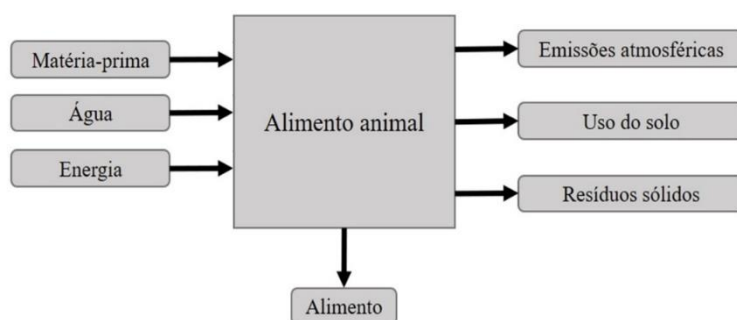 Matéria-prima
Água
Energia
Alimento animal
Emissões atmosféricas
Uso do solo
Resíduos sólidos
Alimento